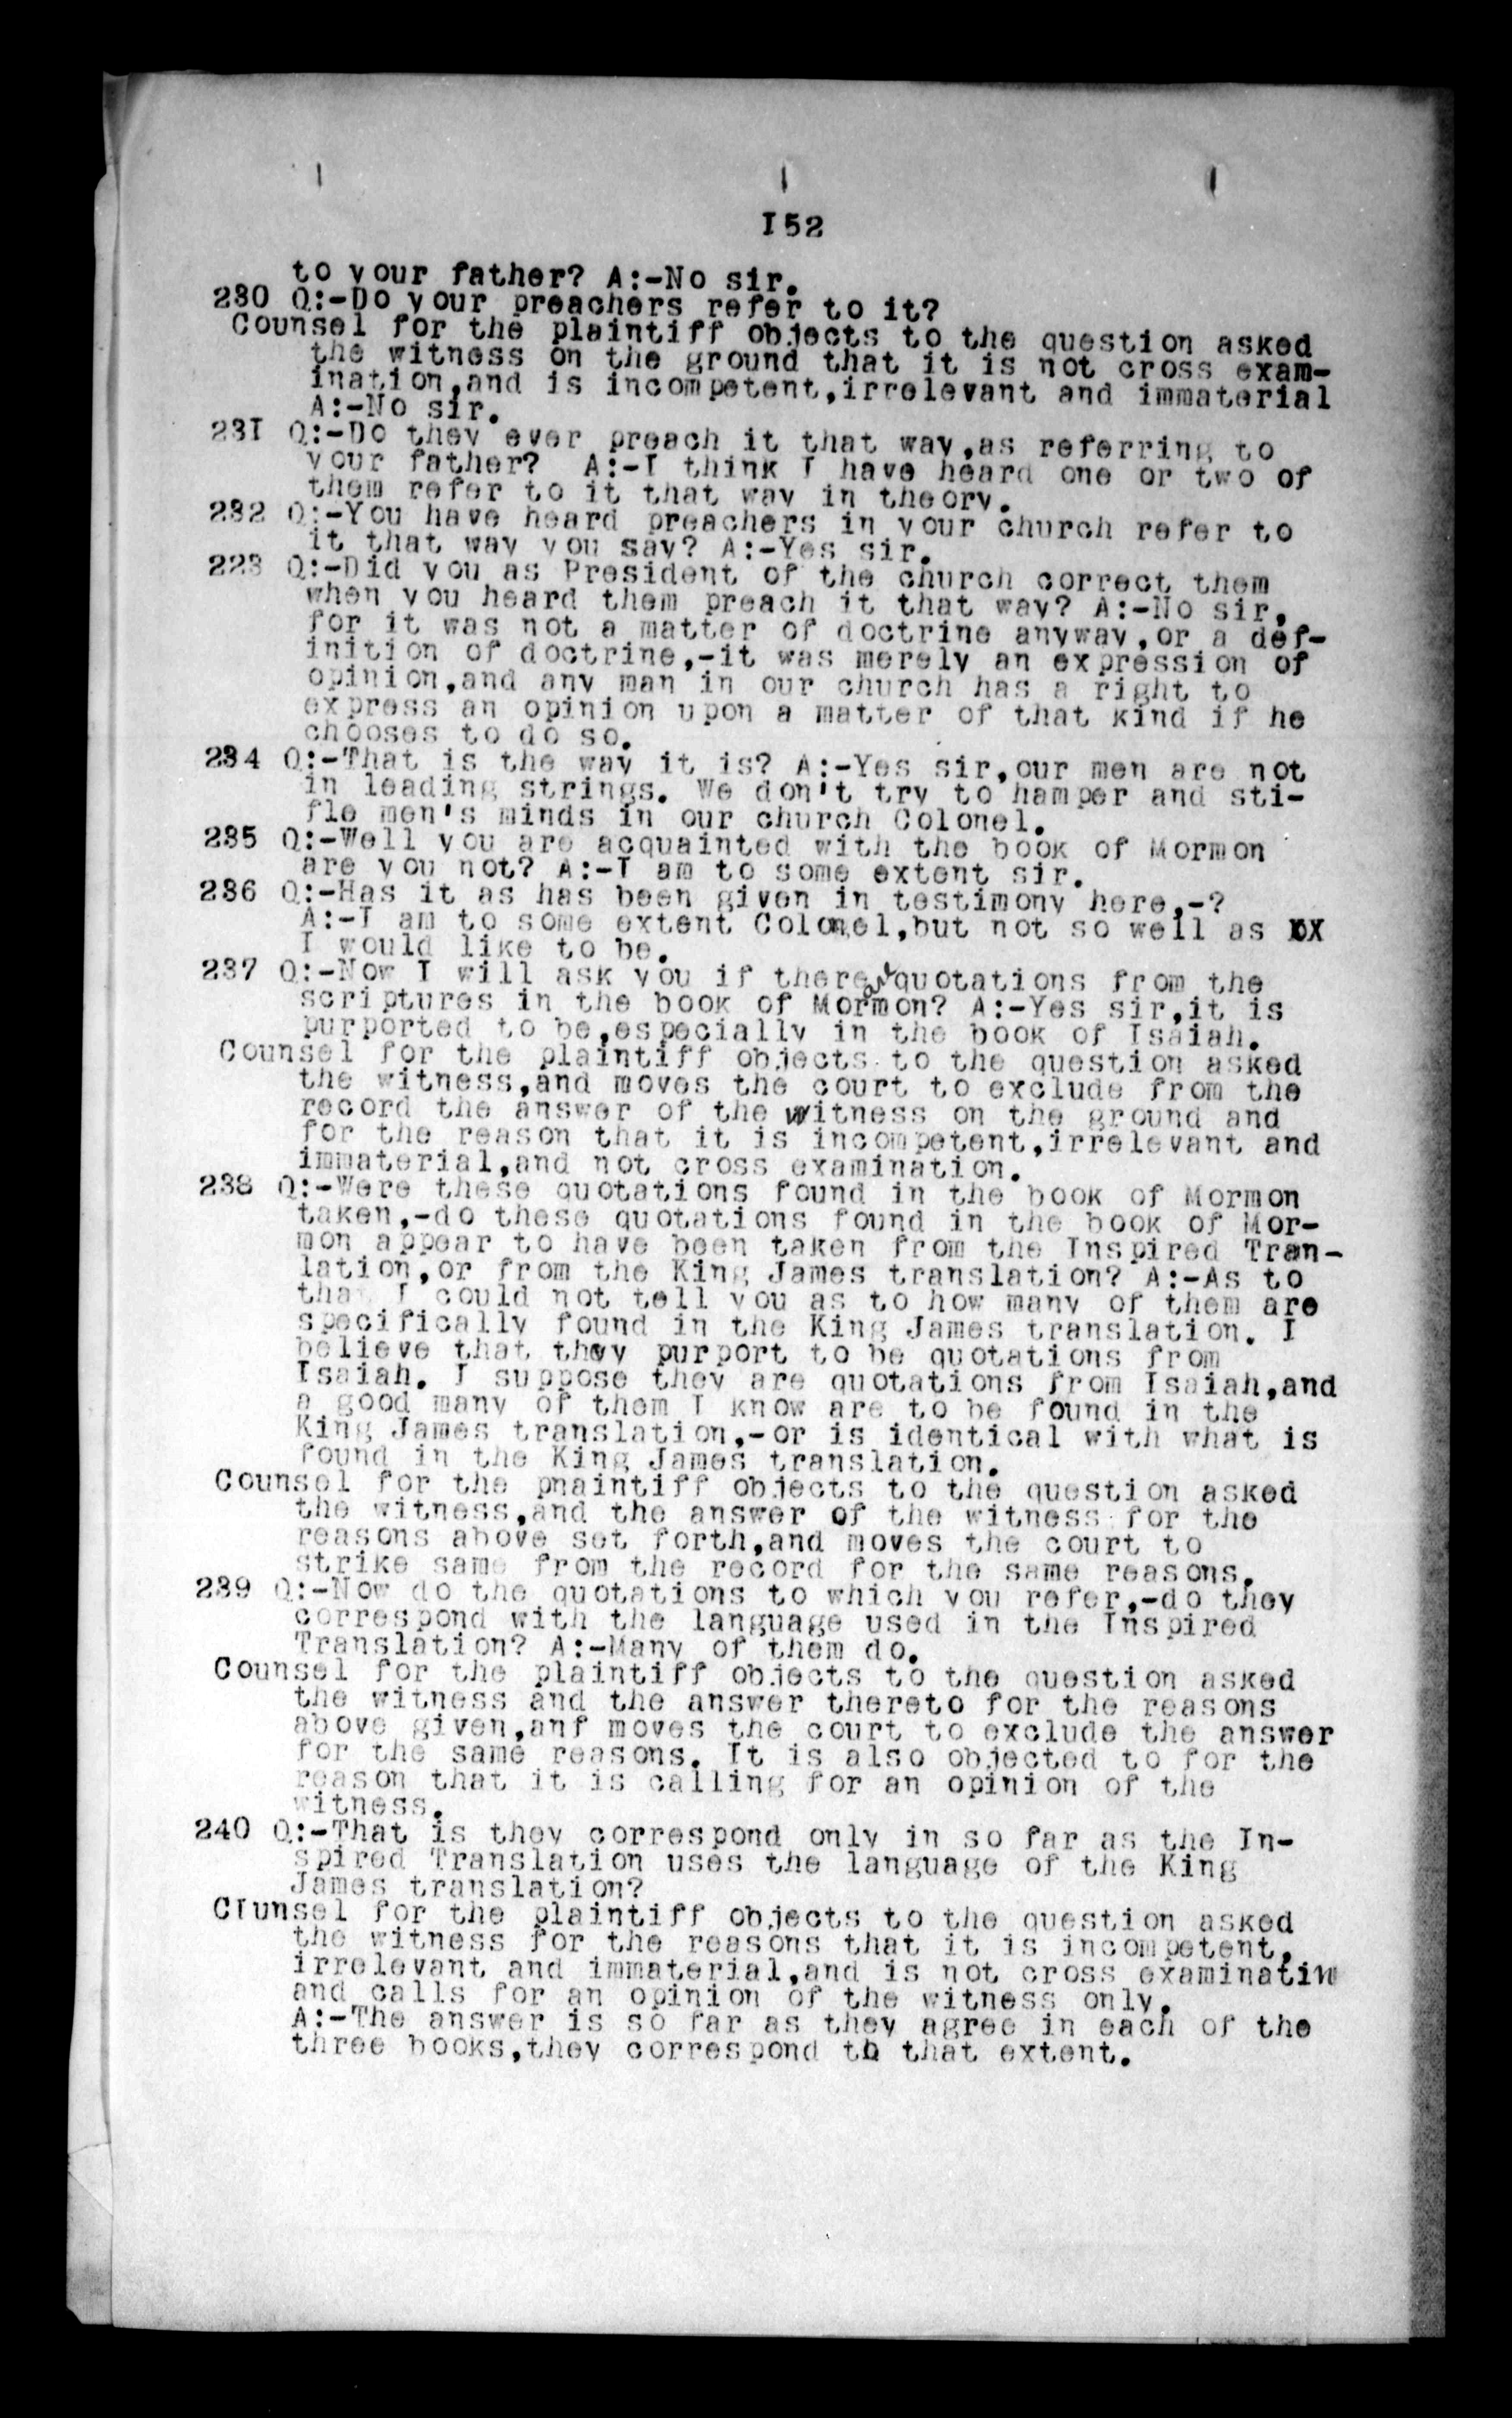 I52
to your father? A:-No sir.
230 Q:-Do your preachers refer to it?
Counsel for the plaintiff objects to the question asked
the witness on the ground that it is not cross exam-
ination,and is incompetent,irrelevant and immaterial
A:-No sir.
23I Q:-Do they ever preach it that way,as referring to
your father? A:-I think I have heard one or two of
them refer to it that way in theory.
232 Q:-You have heard preachers in your church refer to
it that way you say? A:-Yes sir.
223 Q:-Did you as President of the church correct them
when you heard them preach it that way? A:-No sir,
for it was not a matter of doctrine anyway,or a def-
inition of doctrine,-it was merely an expression of
opinion,and any man in our church has a right to
express an opinion upon a matter of that kind if he
chooses to do so.
234 Q:-That is the way it is? A:-Yes sir,our men are not
in leading strings. We don't try to hamper and sti-
fle men's minds in our church Colonel.
235 Q:-Well you are acquainted with the book of Mormon
are you not? A:-I am to some extent sir.
236 Q:-Has it as has been given in testimony here,-?
A:-I am to some extent Colonel,but not so well as XX
I would like to be.
237 Q:-Now I will ask you if there are quotations from the
scriptures in the book of Mormon? A:-Yes sir,it is
purported to be,especially in the book of Isaiah.
Counsel for the plaintiff objects to the question asked
the witness,and moves the court to exclude from the
record the answer of the witness on the ground and
for the reason that it is incompetent,irrelevant and
immaterial,and not cross examination.
238 Q:-Were these quotations found in the book of Mormon
taken,-do these quotations found in the book of Mor-
mon appear to have been taken from the Inspired Tran-
lation,or from the King James translation? A:-As to
that I could not tell you as to how many of them are
specifically found in the King James translation. I
believe that they purport to be quotations from
Isaiah. I suppose they are quotations from Isaiah,and
a good many of them I know are to be found in the
King James translation,-or is identical with what is
found in the King James translation.
Counsel for the pnaintiff objects to the question asked
the witness,and the answer of the witness for the
reasons above set forth,and moves the court to
strike same from the record for the same reasons.
239 Q:-Now do the quotations to which you refer,-do they
correspond with the language used in the Inspired
Translation? A:-Many of them do.
Counsel for the plaintiff objects to the question asked
the witness and the answer thereto for the reasons
above given,anf moves the court to exclude the answer
for the same reasons. It is also objected to for the
reason that it is calling for an opinion of the
witness.
240 Q:-That is they correspond only in so far as the In-
spired Translation uses the language of the King
James translation?
CIunsel for the plaintiff objects to the question asked
the witness for the reasons that it is incompetent,
irrelevant and immaterial,and is not cross examinatin
and calls for an opinion of the witness only.
A:-The answer is so far as they agree in each of the
three books,they correspond th that extent.